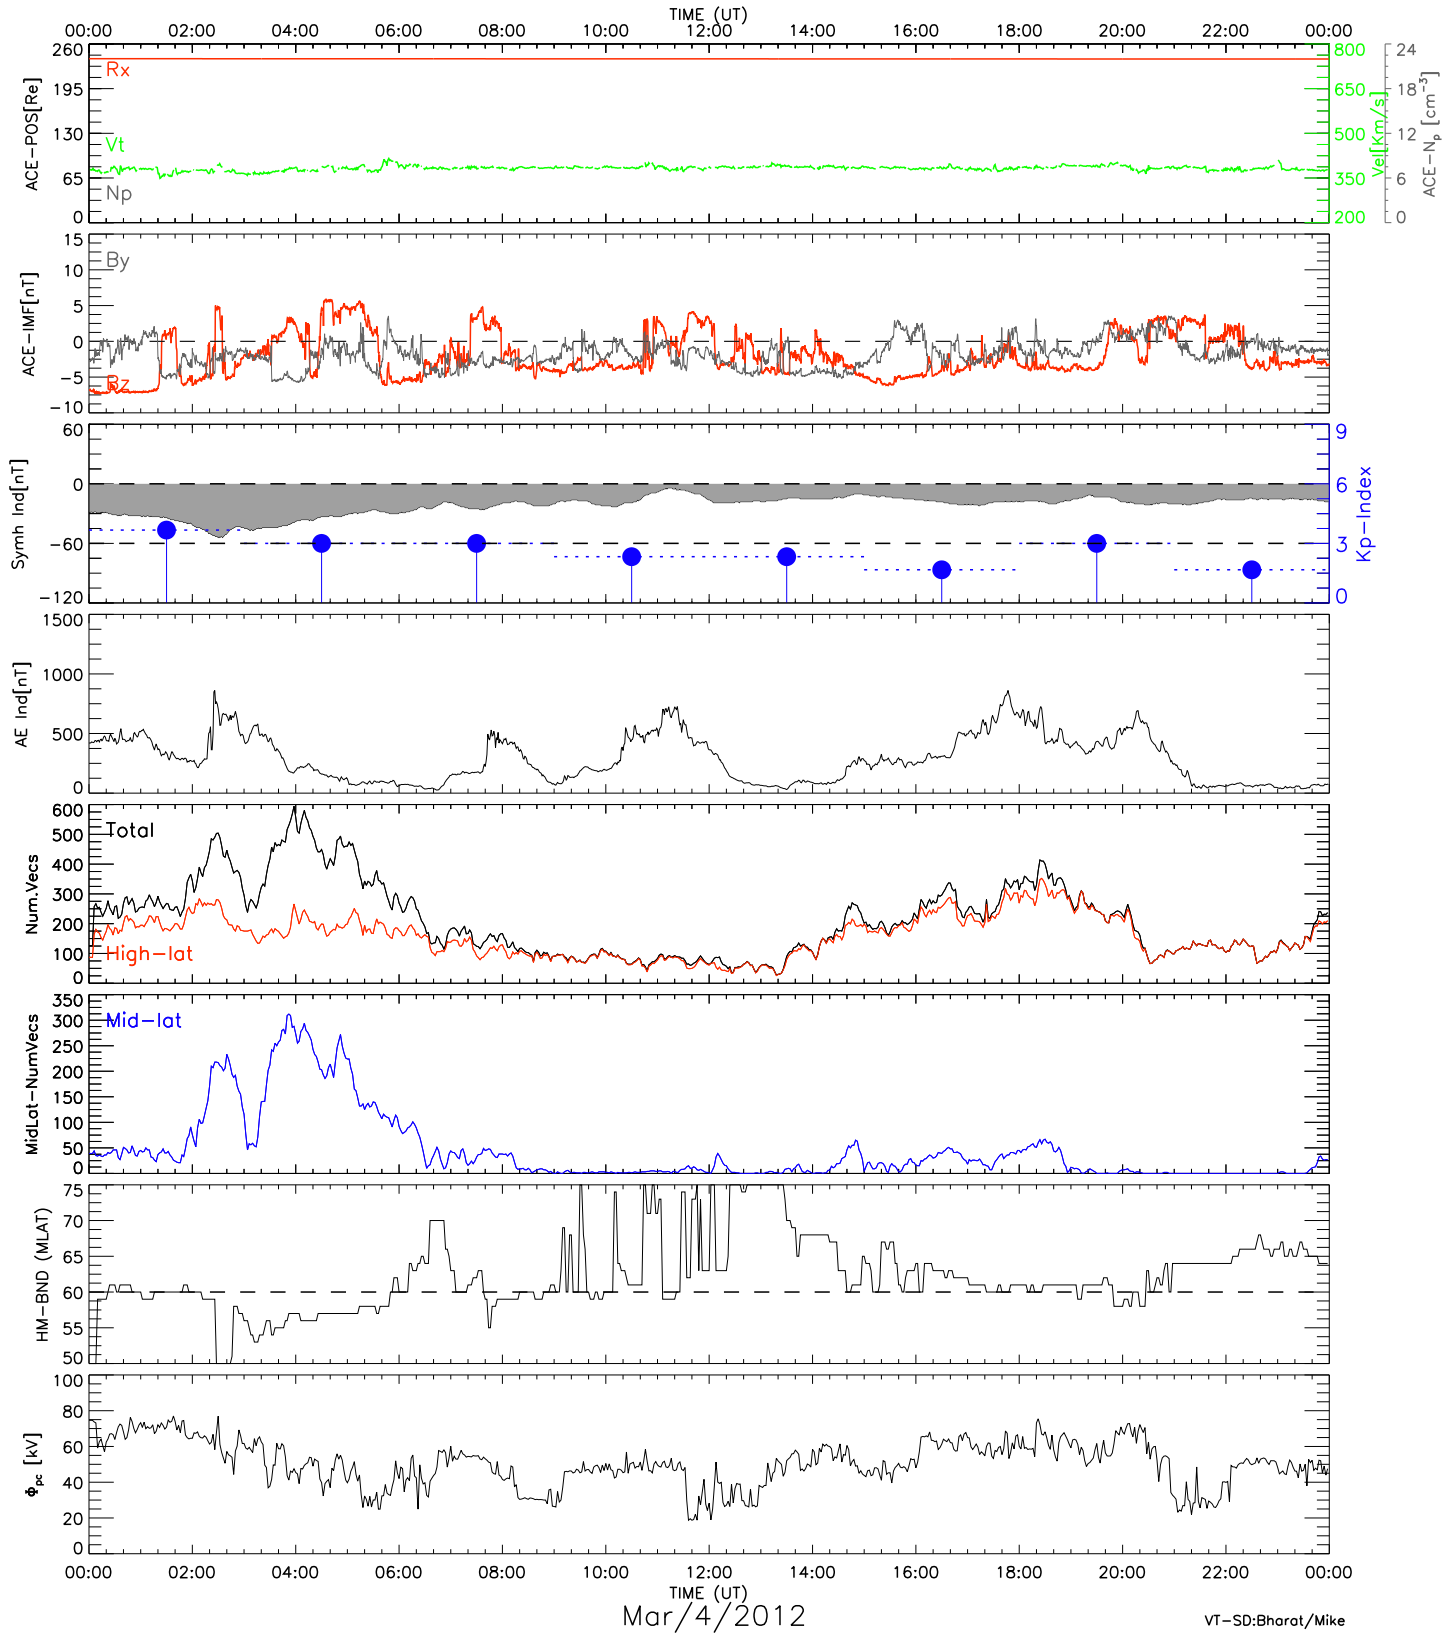 TIME (UT)
00:00 02:00 04:00 06:00 08:00 10:00 12:00 14:00 16:00 18:00 20:00 22:00 00:00
ACE-POS[Re]
260
195
130
65
0
Rx
Vt
Np
800
650
500
350
200
Vel[Km/s]
24
18
12
6
0
ACE-Np [cm-3]
ACE-IMF[nT]
15
10
5
0
-5
-10
By
Bz
Symh Ind[nT]
60
0
-60
-120
9
6
3
0
Kp-Index
AE Ind[nT]
1500
1000
500
0
Num.Vecs
600
500
400
300
200
100
0
Total
High-lat
MidLat-NumVecs
350
300
250
200
150
100
50
0
Mid-lat
HM-BND (MLAT)
75
70
65
60
55
50
Φpc [kV]
100
80
60
40
20
0
00:00 02:00 04:00 06:00 08:00 10:00 12:00 14:00 16:00 18:00 20:00 22:00 00:00
TIME (UT)
Mar/4/2012
VT-SD:Bharat/Mike